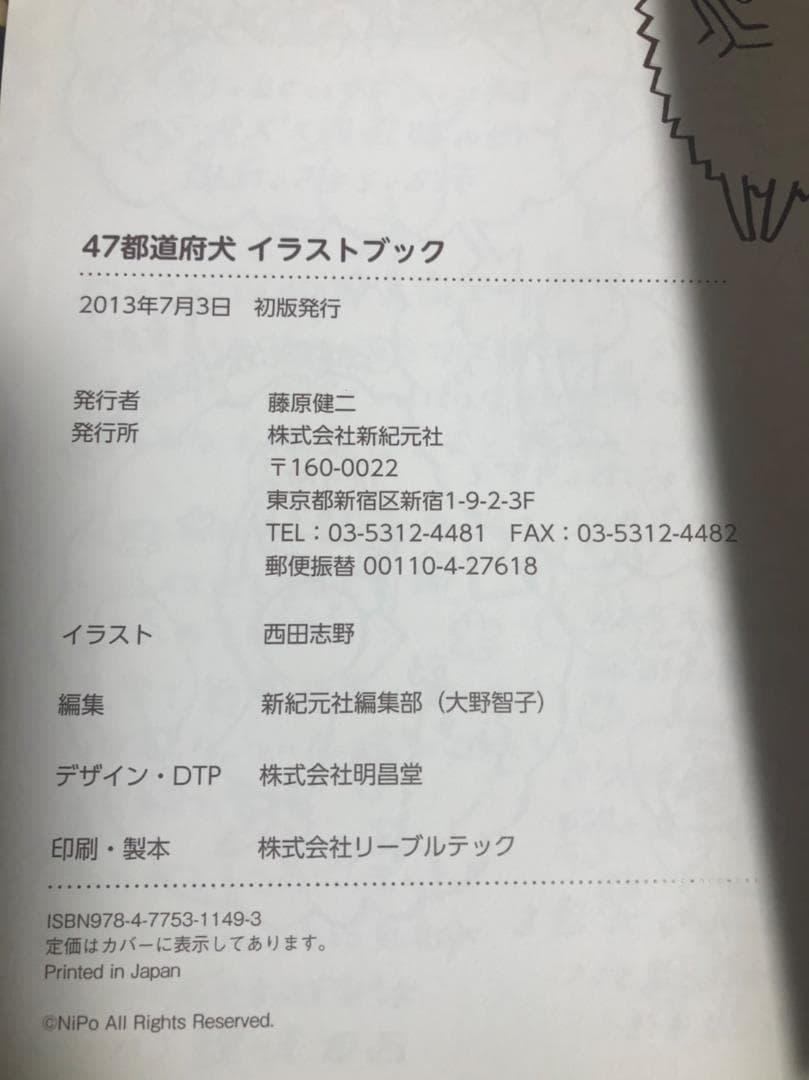 47都道府犬 イラストブック
2013年7月3日　初版発行
発行者　藤原健二
発行所　株式会社新紀元社
〒160-0022
東京都新宿区新宿1-9-2-3F
TEL：03-5312-4481　FAX：03-5312-4482
郵便振替 00110-4-27618
イラスト　西田志野
編集　新紀元社編集部（大野智子）
デザイン・DTP　株式会社明昌堂
印刷・製本　株式会社リーブルテック
ISBN978-4-7753-1149-3
定価はカバーに表示してあります。
Printed in Japan
©NiPo All Rights Reserved.